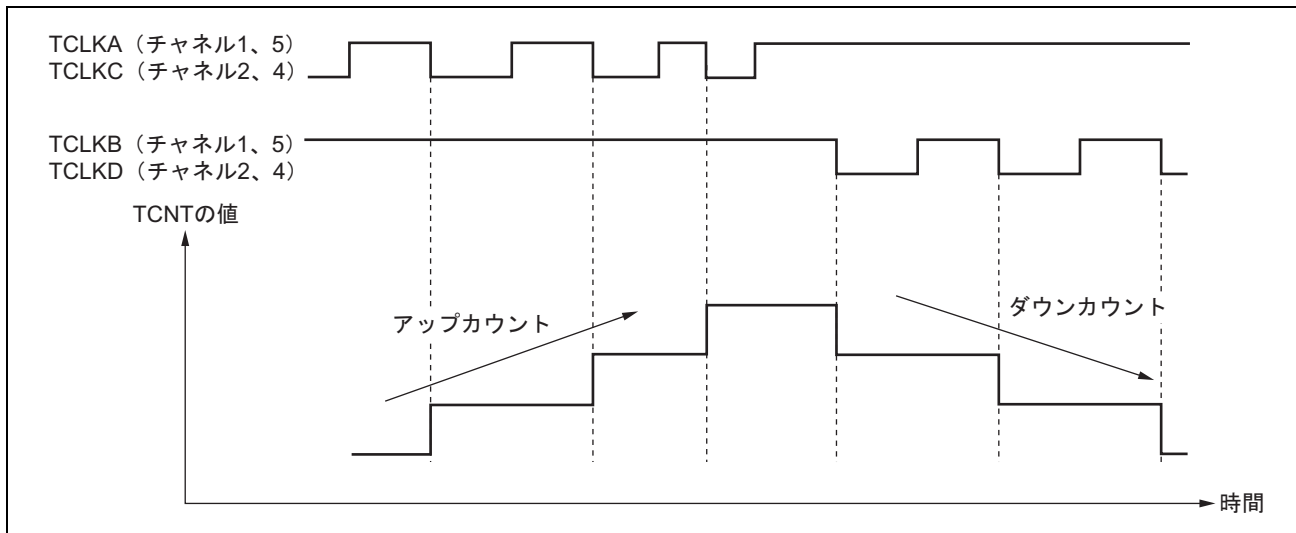 TCLKA（チャネル1、5）
TCLKC（チャネル2、4）
TCLKB（チャネル1、5）
TCLKD（チャネル2、4）
TCNTの値
アップカウント
ダウンカウント
時間